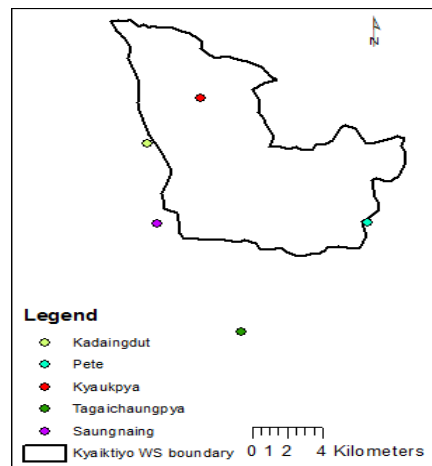 N
Legend
Kadaingdut
Pete
Kyaukpya
Tagaichaungpya
Saungnaing
Kyaiktiyo WS boundary
0 1 2 4 Kilometers